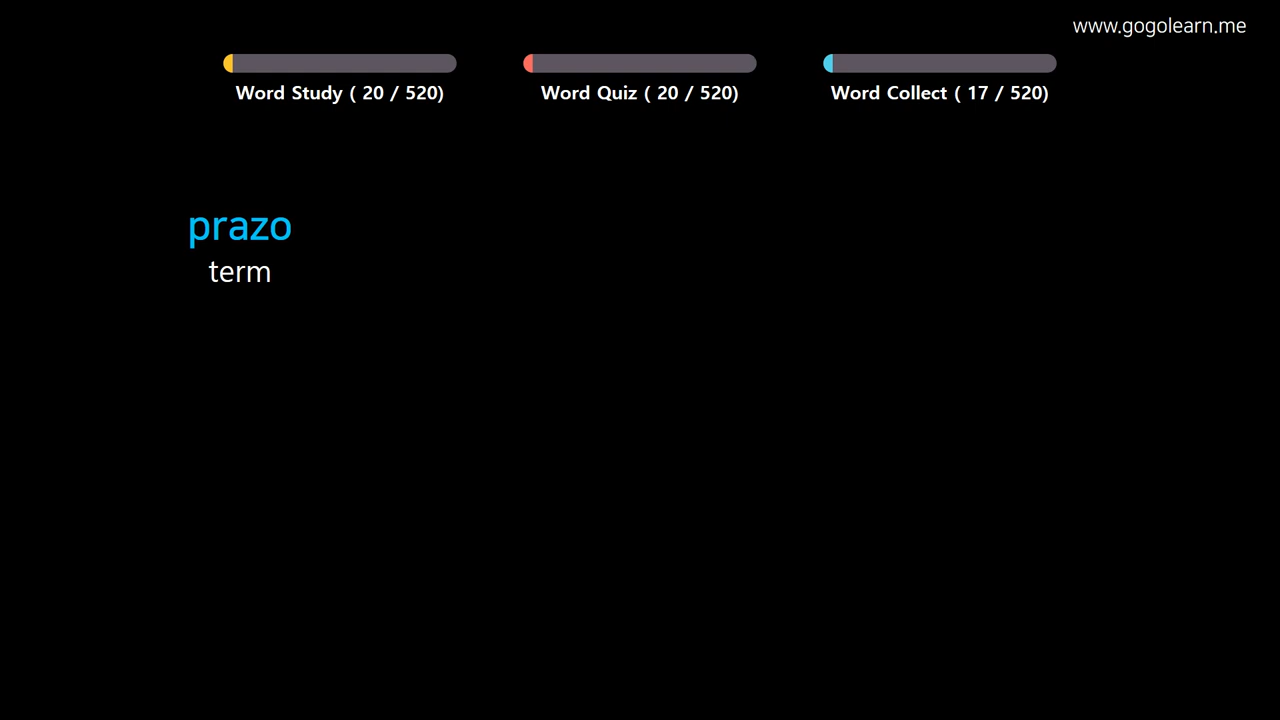 www.gogolearn.me
Word Study ( 20 / 520)
Word Quiz ( 20 / 520)
Word Collect ( 17 / 520)
prazo
term